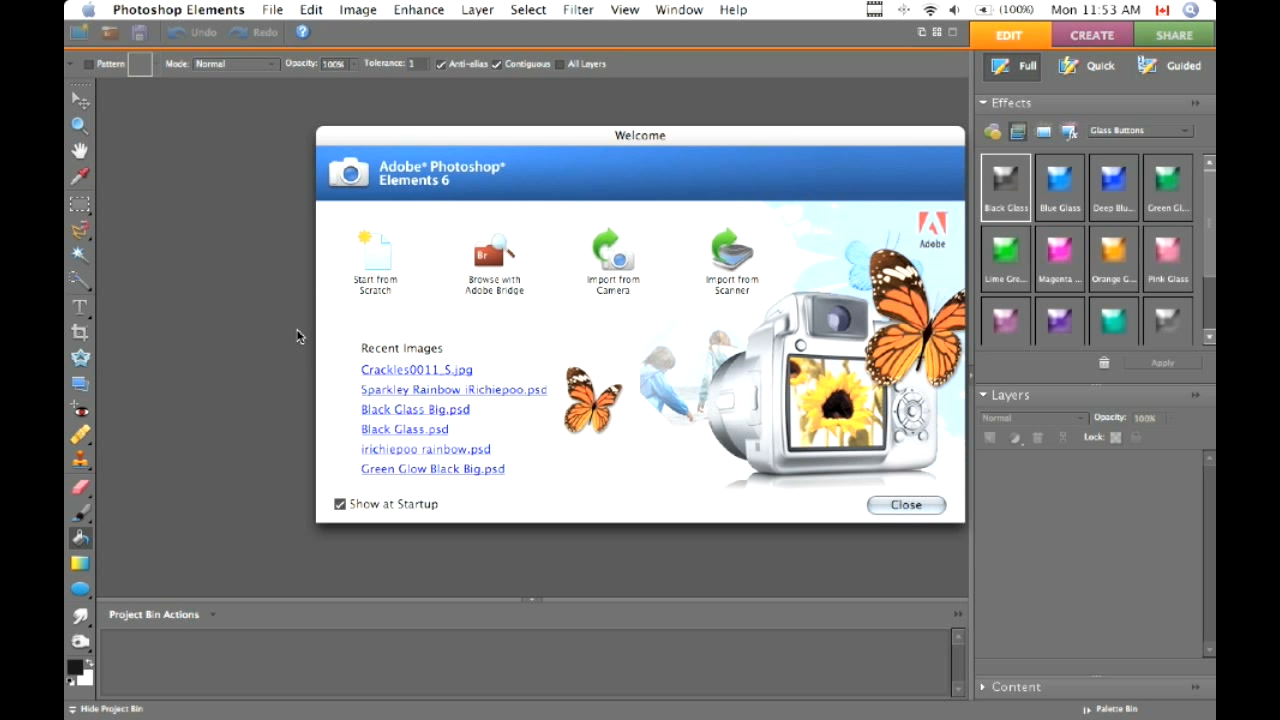 Photoshop Elements File Edit Image Enhance Layer Select Filter View Window Help (100%) Mon 11:53 AM
Undo Redo ? EDIT CREATE SHARE
Pattern Mode: Normal Opacity: 100% Tolerance: 1 Anti-alias Contiguous All Layers
Full Quick Guided
Effects
Glass Buttons
Black Glass Blue Glass Deep Blu... Green Gl...
Lime Gre... Magenta ... Orange G... Pink Glass
Apply
Layers
Normal Opacity: 100%
Lock:
Content
Welcome
Adobe® Photoshop®
Elements 6
Adobe
Start from
Scratch
Br
Browse with
Adobe Bridge
Import from
Camera
Import from
Scanner
Recent Images
Crackles0011_S.jpg
Sparkley Rainbow iRichiepoo.psd
Black Glass Big.psd
Black Glass.psd
irichiepoo rainbow.psd
Green Glow Black Big.psd
Show at Startup Close
T
Project Bin Actions
Hide Project Bin Palette Bin